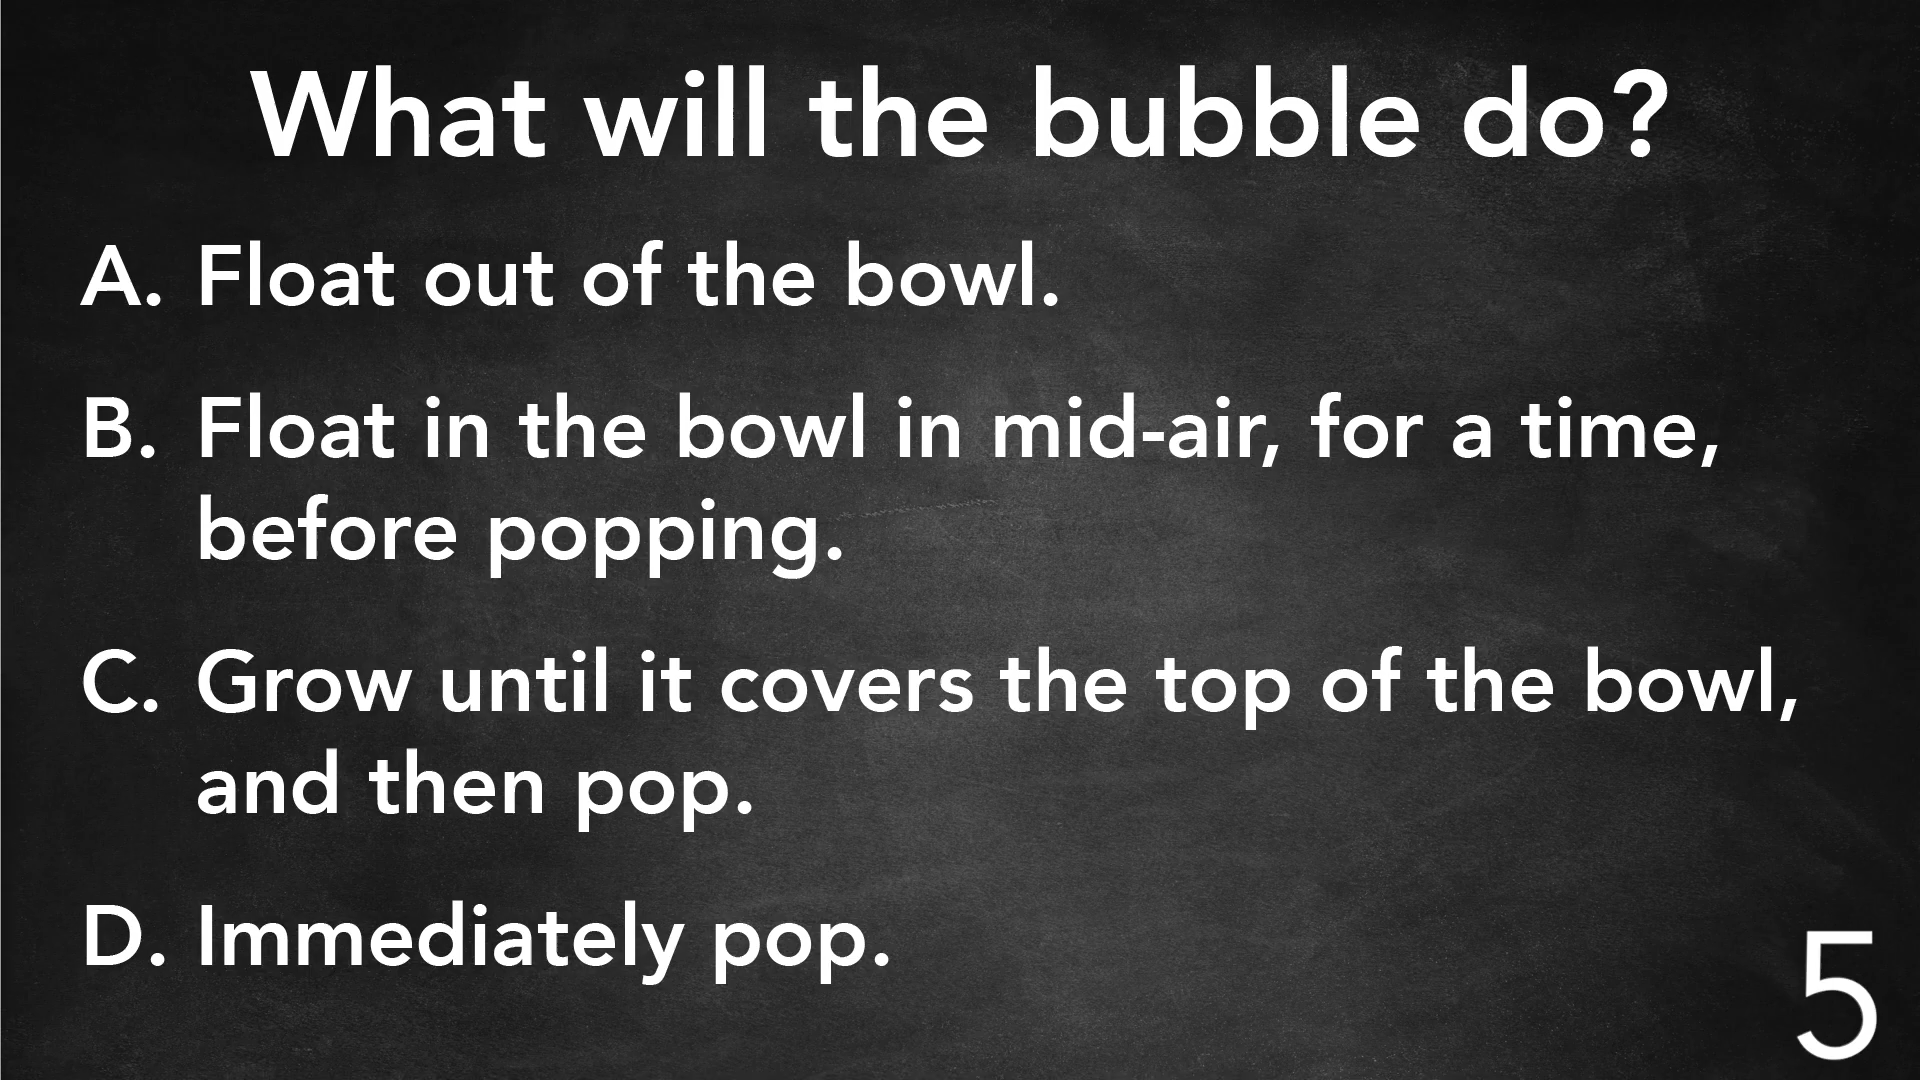 What will the bubble do?
A. Float out of the bowl.
B. Float in the bowl in mid-air, for a time,
before popping.
C. Grow until it covers the top of the bowl,
and then pop.
D. Immediately pop.
5